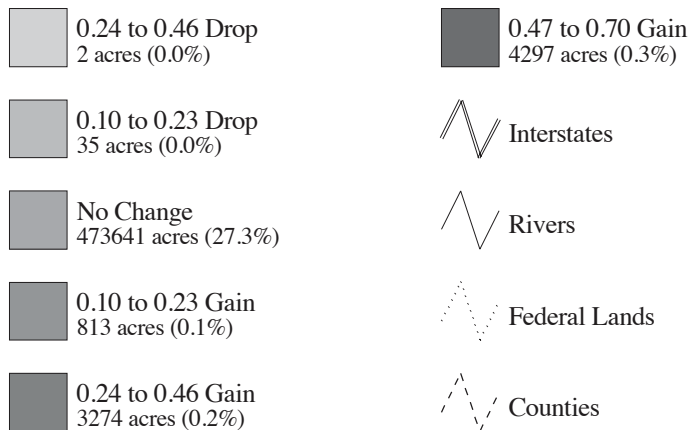 0.24 to 0.46 Drop
2 acres (0.0%)
0.10 to 0.23 Drop
35 acres (0.0%)
No Change
473641 acres (27.3%)
0.10 to 0.23 Gain
813 acres (0.1%)
0.24 to 0.46 Gain
3274 acres (0.2%)
0.47 to 0.70 Gain
4297 acres (0.3%)
Interstates
Rivers
Federal Lands
Counties